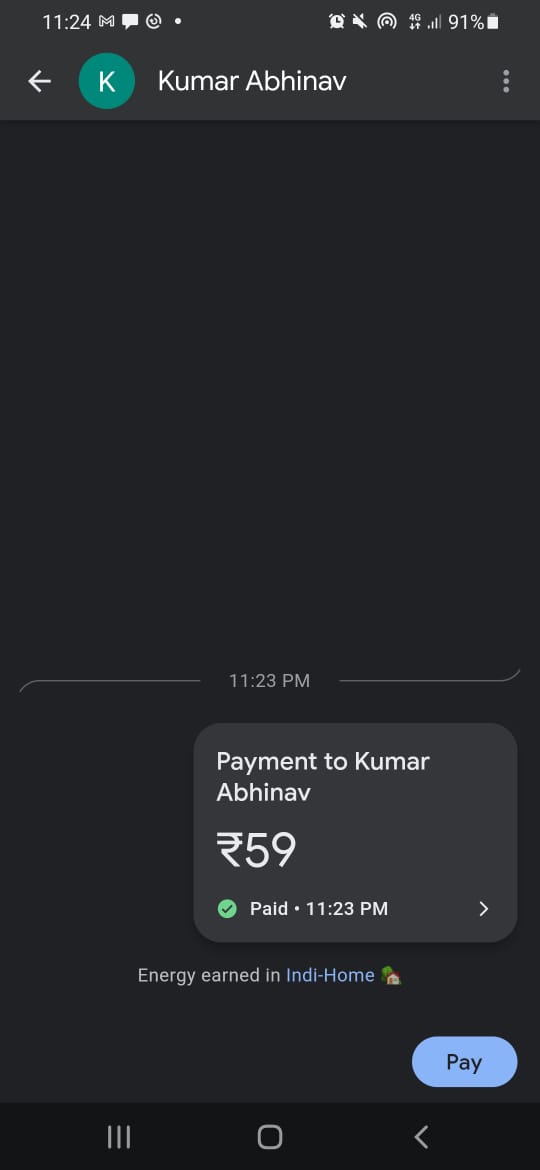 11:24
4G 91%
K Kumar Abhinav
11:23 PM
Payment to Kumar
Abhinav
₹59
Paid • 11:23 PM
Energy earned in Indi-Home 🏡
Pay